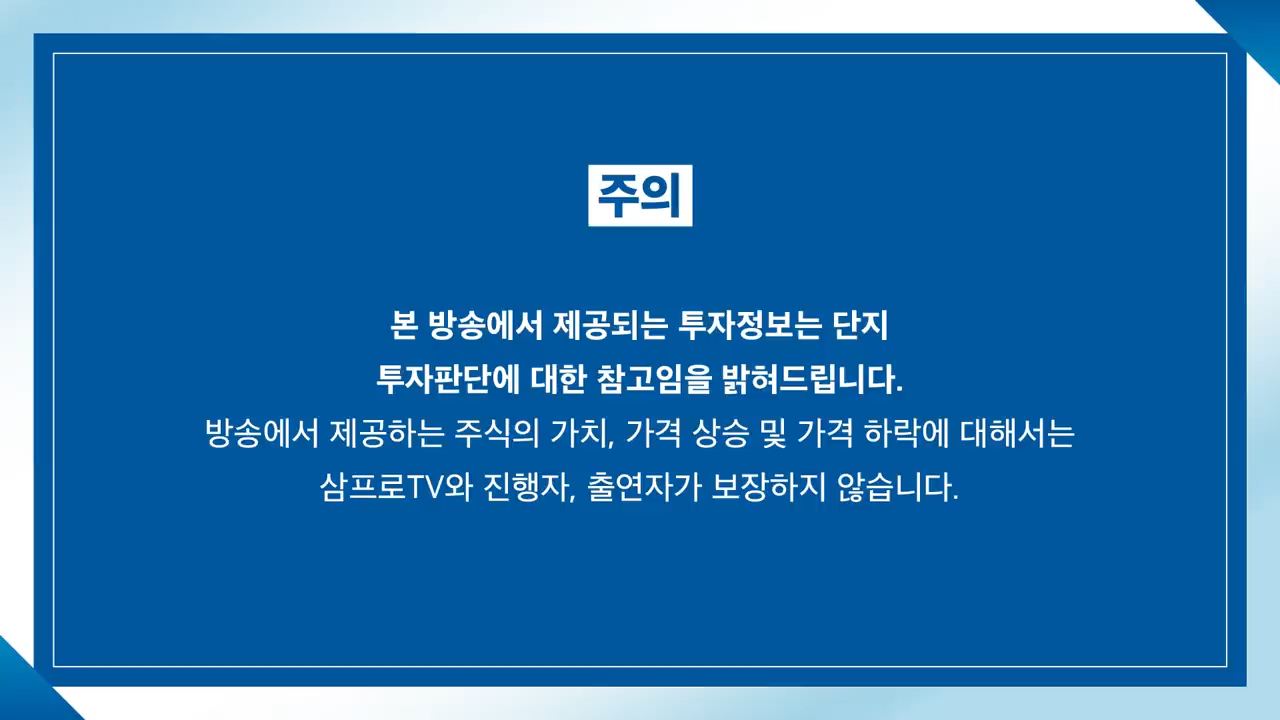 주의
본 방송에서 제공되는 투자정보는 단지
투자판단에 대한 참고임을 밝혀드립니다.
방송에서 제공하는 주식의 가치, 가격 상승 및 가격 하락에 대해서는
삼프로TV와 진행자, 출연자가 보장하지 않습니다.